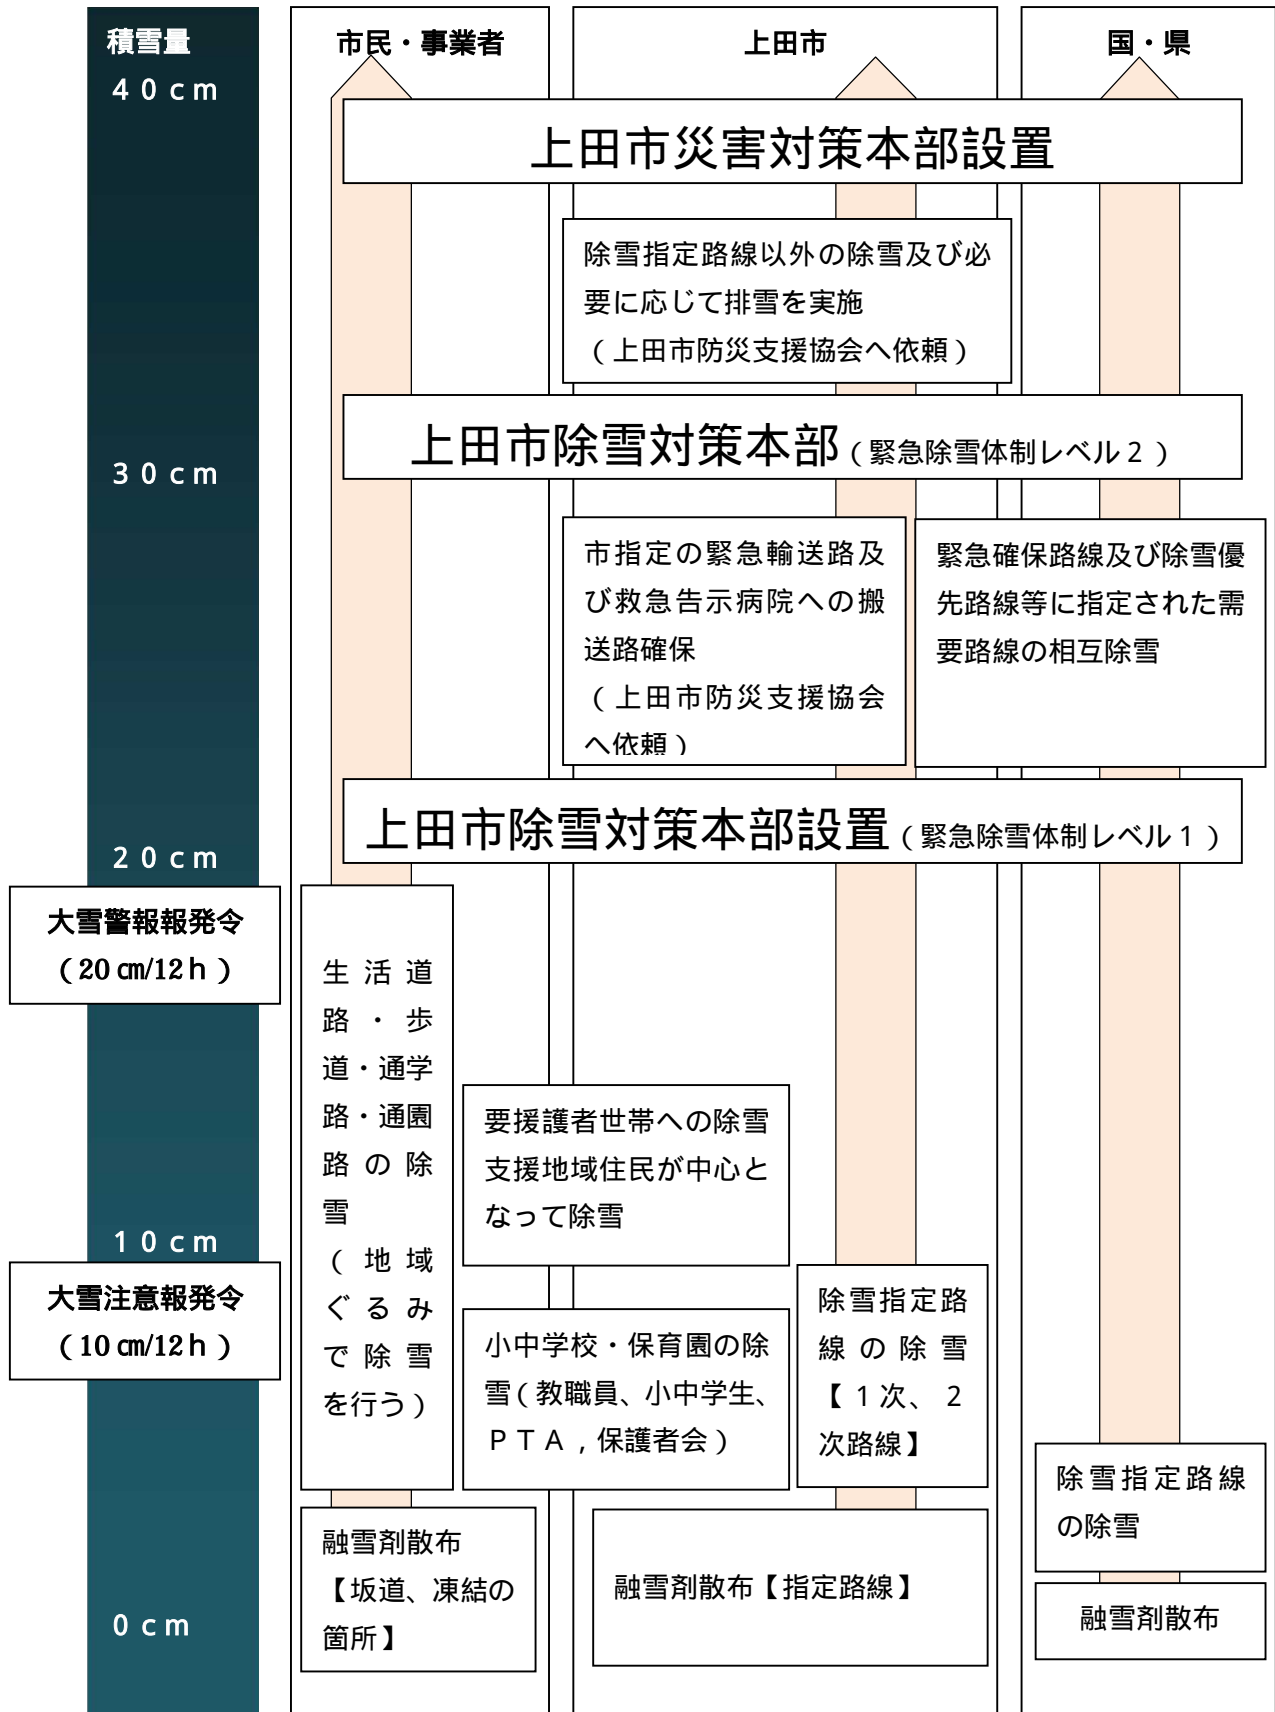 積雪量
市民・事業者
上田市
国・県
40cm
上田市災害対策本部設置
除雪指定路線以外の除雪及び必
要に応じて排雪を実施
(上田市防災支援協会へ依頼)
上田市除雪対策本部(緊急除雪体制レベル2)
30cm
市指定の緊急輸送路及
び救急告示病院への搬
送路確保
(上田市防災支援協会
へ依頼)
緊急確保路線及び除雪優
先路線等に指定された需
要路線の相互除雪
上田市除雪対策本部設置(緊急除雪体制レベル1)
20cm
大雪警報報発令
(20㎝/12h)
生活道
路・歩
道・通学
路・通園
路の除
雪
(地域
ぐるみ
で除雪
を行う)
要援護者世帯への除雪
支援地域住民が中心と
なって除雪
10cm
大雪注意報発令
(10㎝/12h)
小中学校・保育園の除
雪(教職員、小中学生、
PTA,保護者会)
除雪指定路
線の除雪
【1次、2
次路線】
除雪指定路線
の除雪
融雪剤散布
【坂道、凍結の
箇所】
融雪剤散布【指定路線】
融雪剤散布
0cm